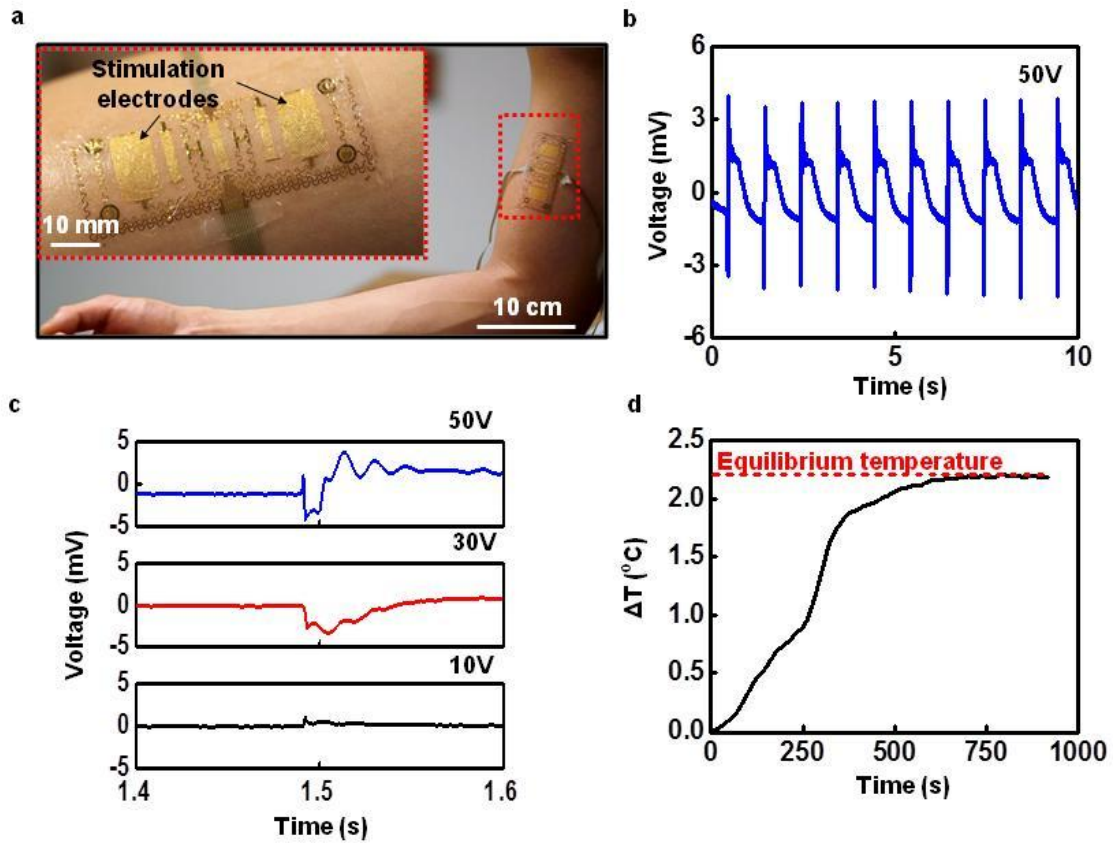 a
Stimulation
electrodes
10 mm
10 cm
b
50V
6
3
0
-3
-6
Voltage (mV)
0
5
10
Time (s)
c
50V
5
0
-5
30V
5
0
-5
10V
5
0
-5
Voltage (mV)
1.4
1.5
1.6
Time (s)
d
2.5
2.0
1.5
1.0
0.5
0.0
Equilibrium temperature
ΔT (⁰C)
0
250
500
750
1000
Time (s)